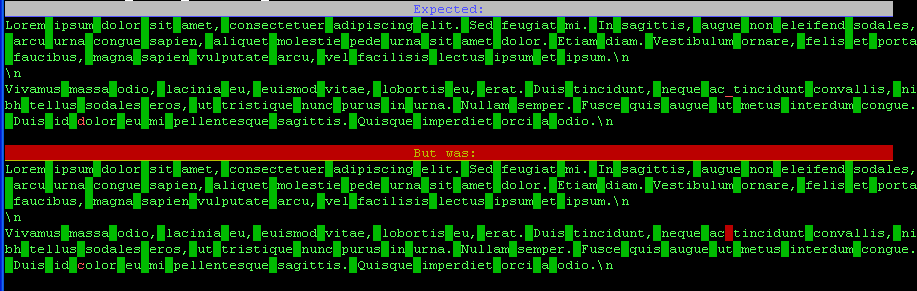 Expected:
Lorem ipsum dolor sit amet, consectetuer adipiscing elit. Sed feugiat mi. In sagittis, augue non eleifend sodales,
arcu urna congue sapien, aliquet molestie pede urna sit amet dolor. Etiam diam. Vestibulum ornare, felis et porta
faucibus, magna sapien vulputate arcu, vel facilisis lectus ipsum et ipsum.\n
\n
Vivamus massa odio, lacinia eu, euismod vitae, lobortis eu, erat. Duis tincidunt, neque ac_tincidunt convallis, ni
bh tellus sodales eros, ut tristique nunc purus in urna. Nullam semper. Fusce quis augue ut metus interdum congue.
Duis id dolor eu mi pellentesque sagittis. Quisque imperdiet orci a odio.\n
But was:
Lorem ipsum dolor sit amet, consectetuer adipiscing elit. Sed feugiat mi. In sagittis, augue non eleifend sodales,
arcu urna congue sapien, aliquet molestie pede urna sit amet dolor. Etiam diam. Vestibulum ornare, felis et porta
faucibus, magna sapien vulputate arcu, vel facilisis lectus ipsum et ipsum.\n
\n
Vivamus massa odio, lacinia eu, euismod vitae, lobortis eu, erat. Duis tincidunt, neque ac tincidunt convallis, ni
bh tellus sodales eros, ut tristique nunc purus in urna. Nullam semper. Fusce quis augue ut metus interdum congue.
Duis id color eu mi pellentesque sagittis. Quisque imperdiet orci a odio.\n